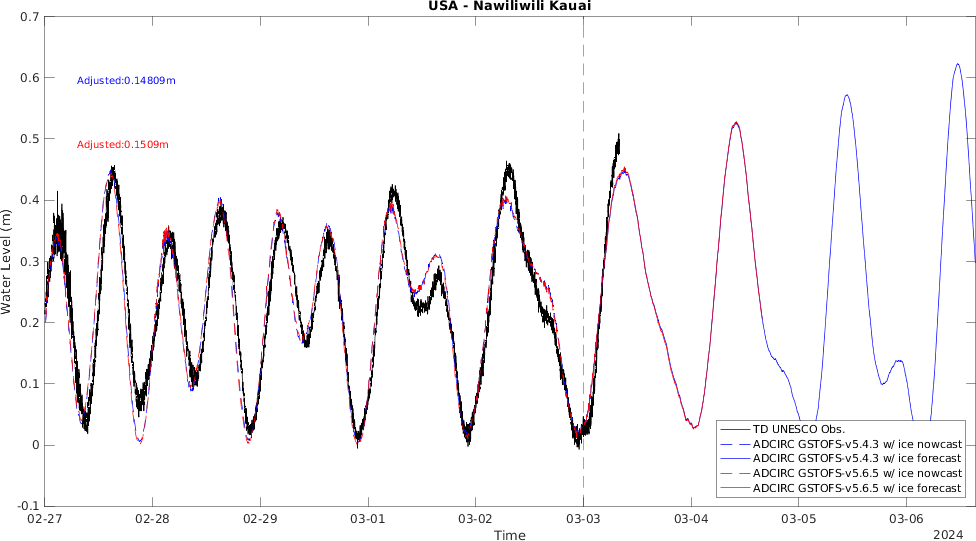 USA - Nawiliwili Kauai
0.7
0.6
0.5
0.4
0.3
0.2
0.1
0
-0.1
Water Level (m)
Adjusted:0.14809m
Adjusted:0.1509m
TD UNESCO Obs.
ADCIRC GSTOFS-v5.4.3 w/ ice nowcast
ADCIRC GSTOFS-v5.4.3 w/ ice forecast
ADCIRC GSTOFS-v5.6.5 w/ ice nowcast
ADCIRC GSTOFS-v5.6.5 w/ ice forecast
02-27 02-28 02-29 03-01 03-02 03-03 03-04 03-05 03-06
Time
2024